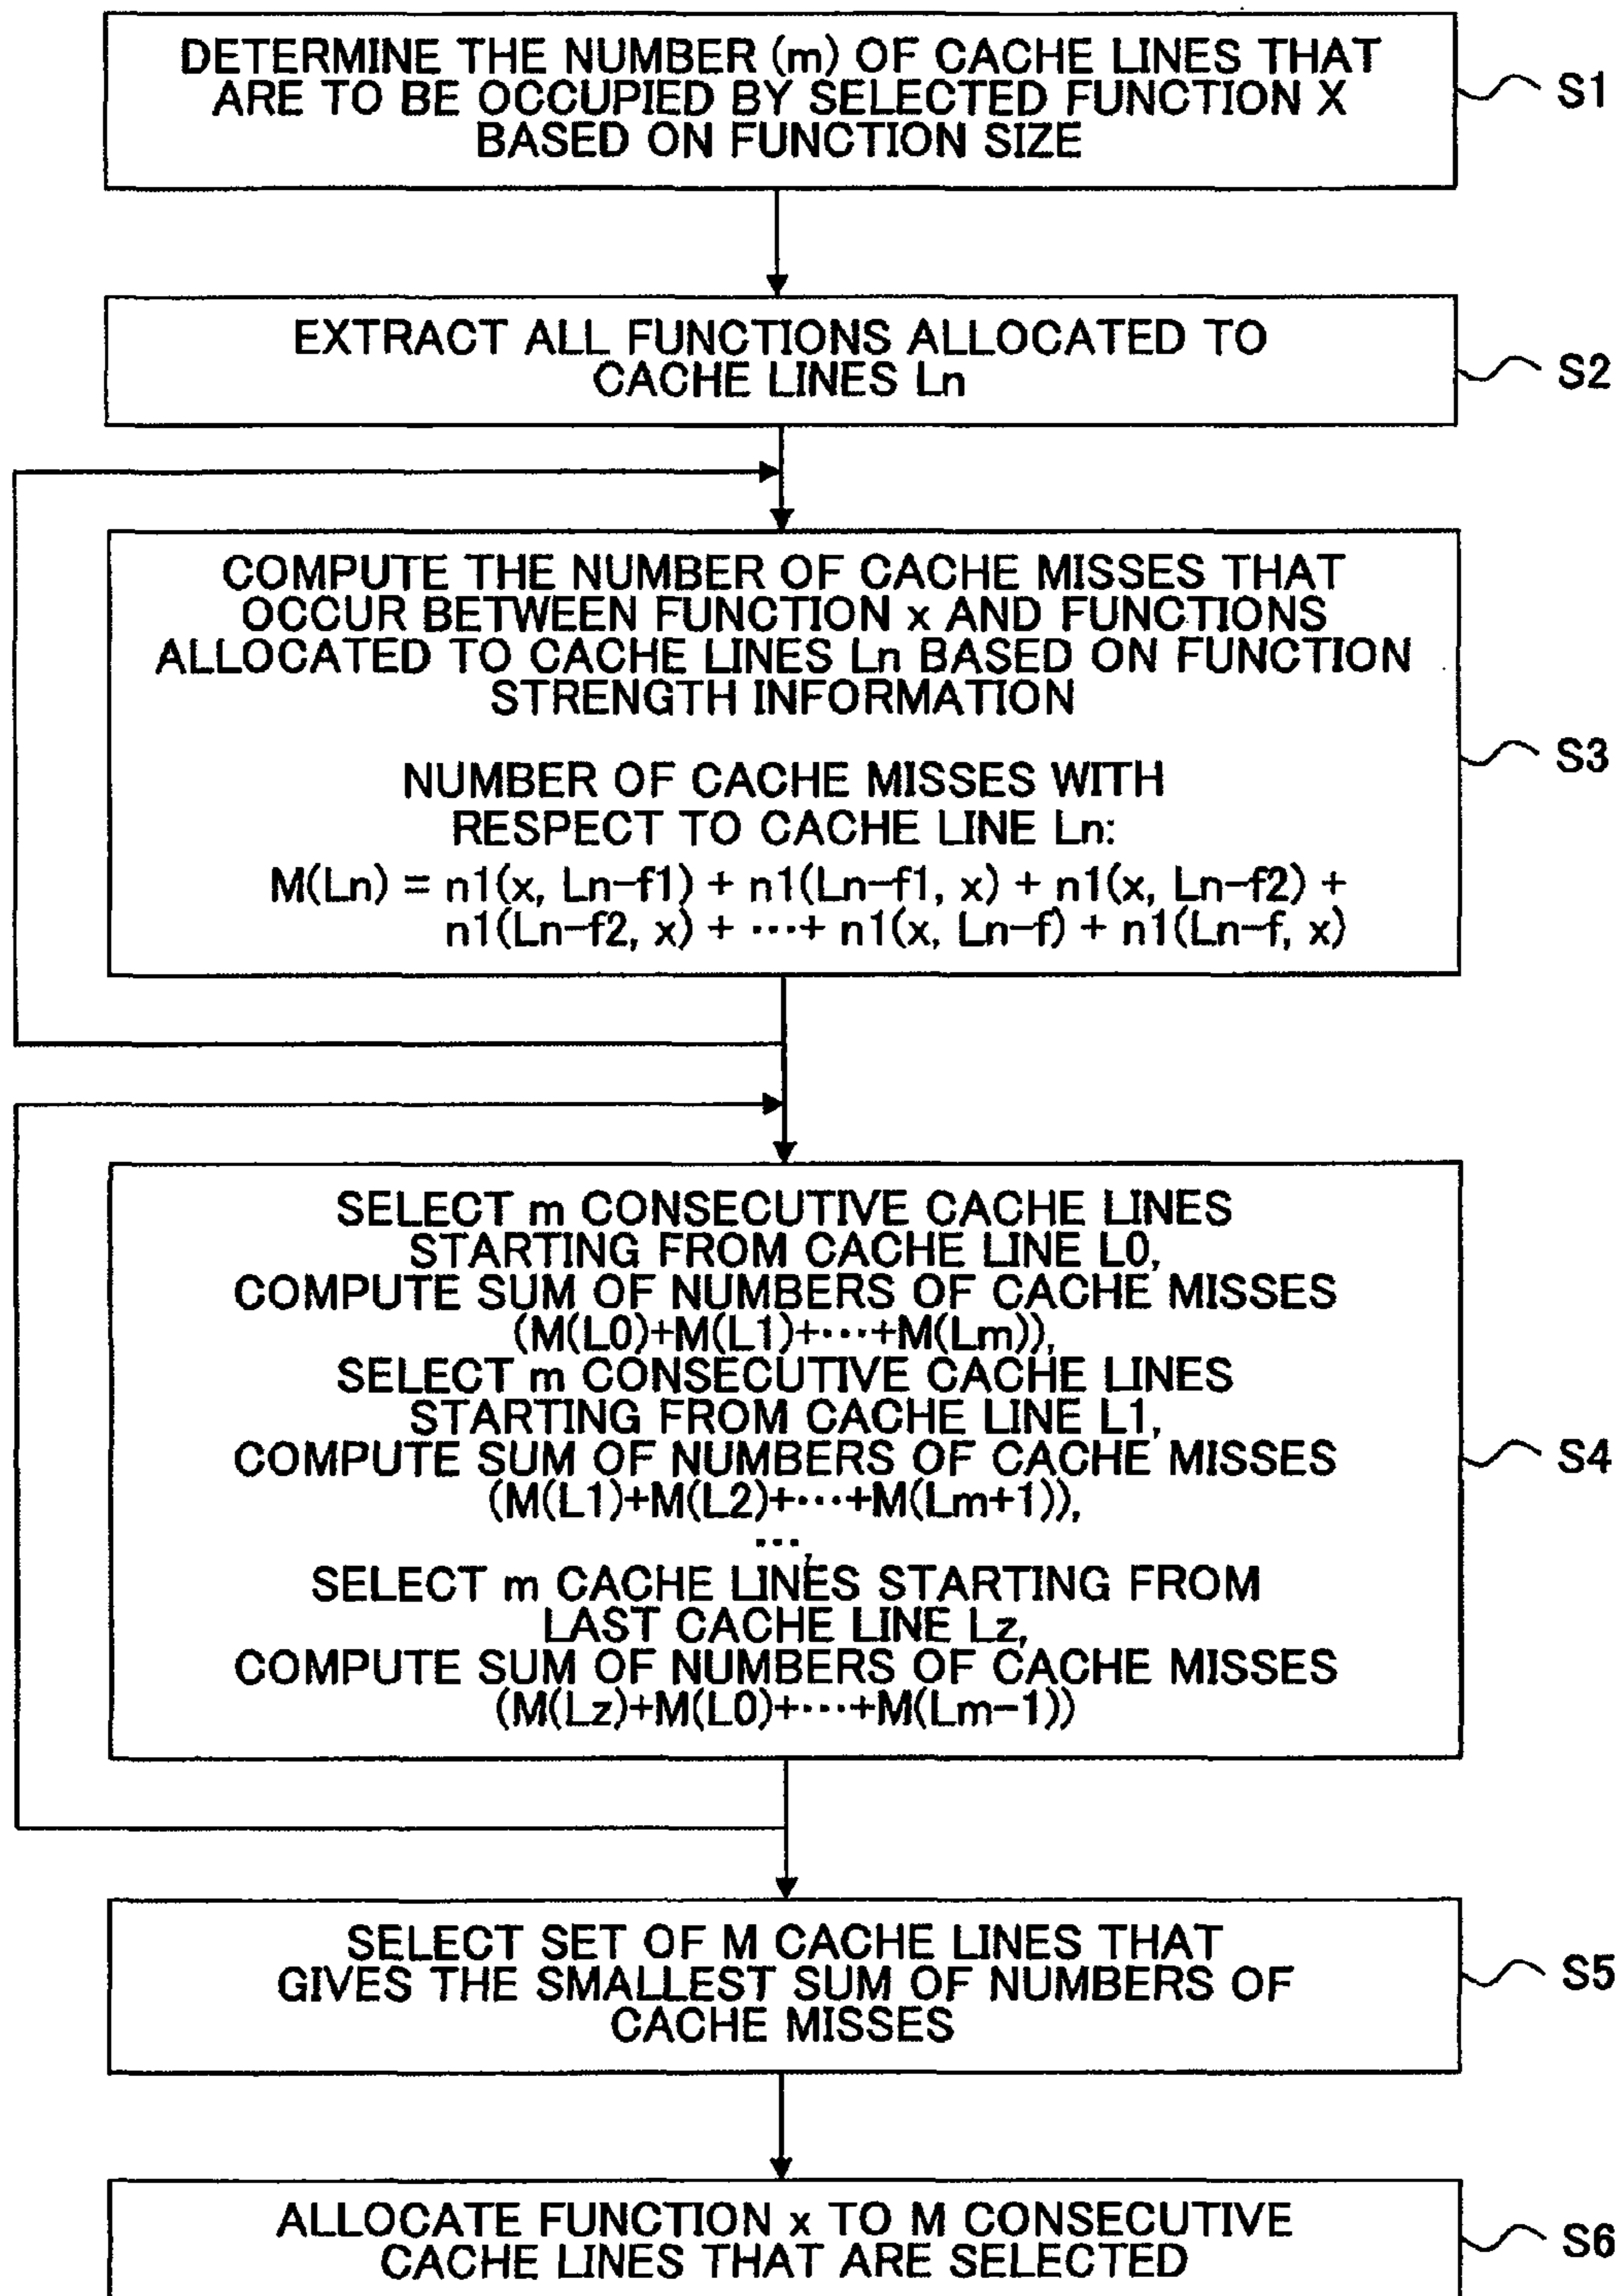 DETERMINE THE NUMBER (m) OF CACHE LINES THAT
ARE TO BE OCCUPIED BY SELECTED FUNCTION X
BASED ON FUNCTION SIZE
S1
EXTRACT ALL FUNCTIONS ALLOCATED TO
CACHE LINES Ln
S2
COMPUTE THE NUMBER OF CACHE MISSES THAT
OCCUR BETWEEN FUNCTION x AND FUNCTIONS
ALLOCATED TO CACHE LINES Ln BASED ON FUNCTION
STRENGTH INFORMATION
NUMBER OF CACHE MISSES WITH
RESPECT TO CACHE LINE Ln:
M(Ln) = n1(x, Ln-f1) + n1(Ln-f1, x) + n1(x, Ln-f2) +
n1(Ln-f2, x) + ···+ n1(x, Ln-f) + n1(Ln-f, x)
S3
SELECT m CONSECUTIVE CACHE LINES
STARTING FROM CACHE LINE L0,
COMPUTE SUM OF NUMBERS OF CACHE MISSES
(M(L0)+M(L1)+···+M(Lm)),
SELECT m CONSECUTIVE CACHE LINES
STARTING FROM CACHE LINE L1,
COMPUTE SUM OF NUMBERS OF CACHE MISSES
(M(L1)+M(L2)+···+M(Lm+1)),
···,
SELECT m CACHE LINES STARTING FROM
LAST CACHE LINE Lz,
COMPUTE SUM OF NUMBERS OF CACHE MISSES
(M(Lz)+M(L0)+···+M(Lm-1))
S4
SELECT SET OF M CACHE LINES THAT
GIVES THE SMALLEST SUM OF NUMBERS OF
CACHE MISSES
S5
ALLOCATE FUNCTION x TO M CONSECUTIVE
CACHE LINES THAT ARE SELECTED
S6